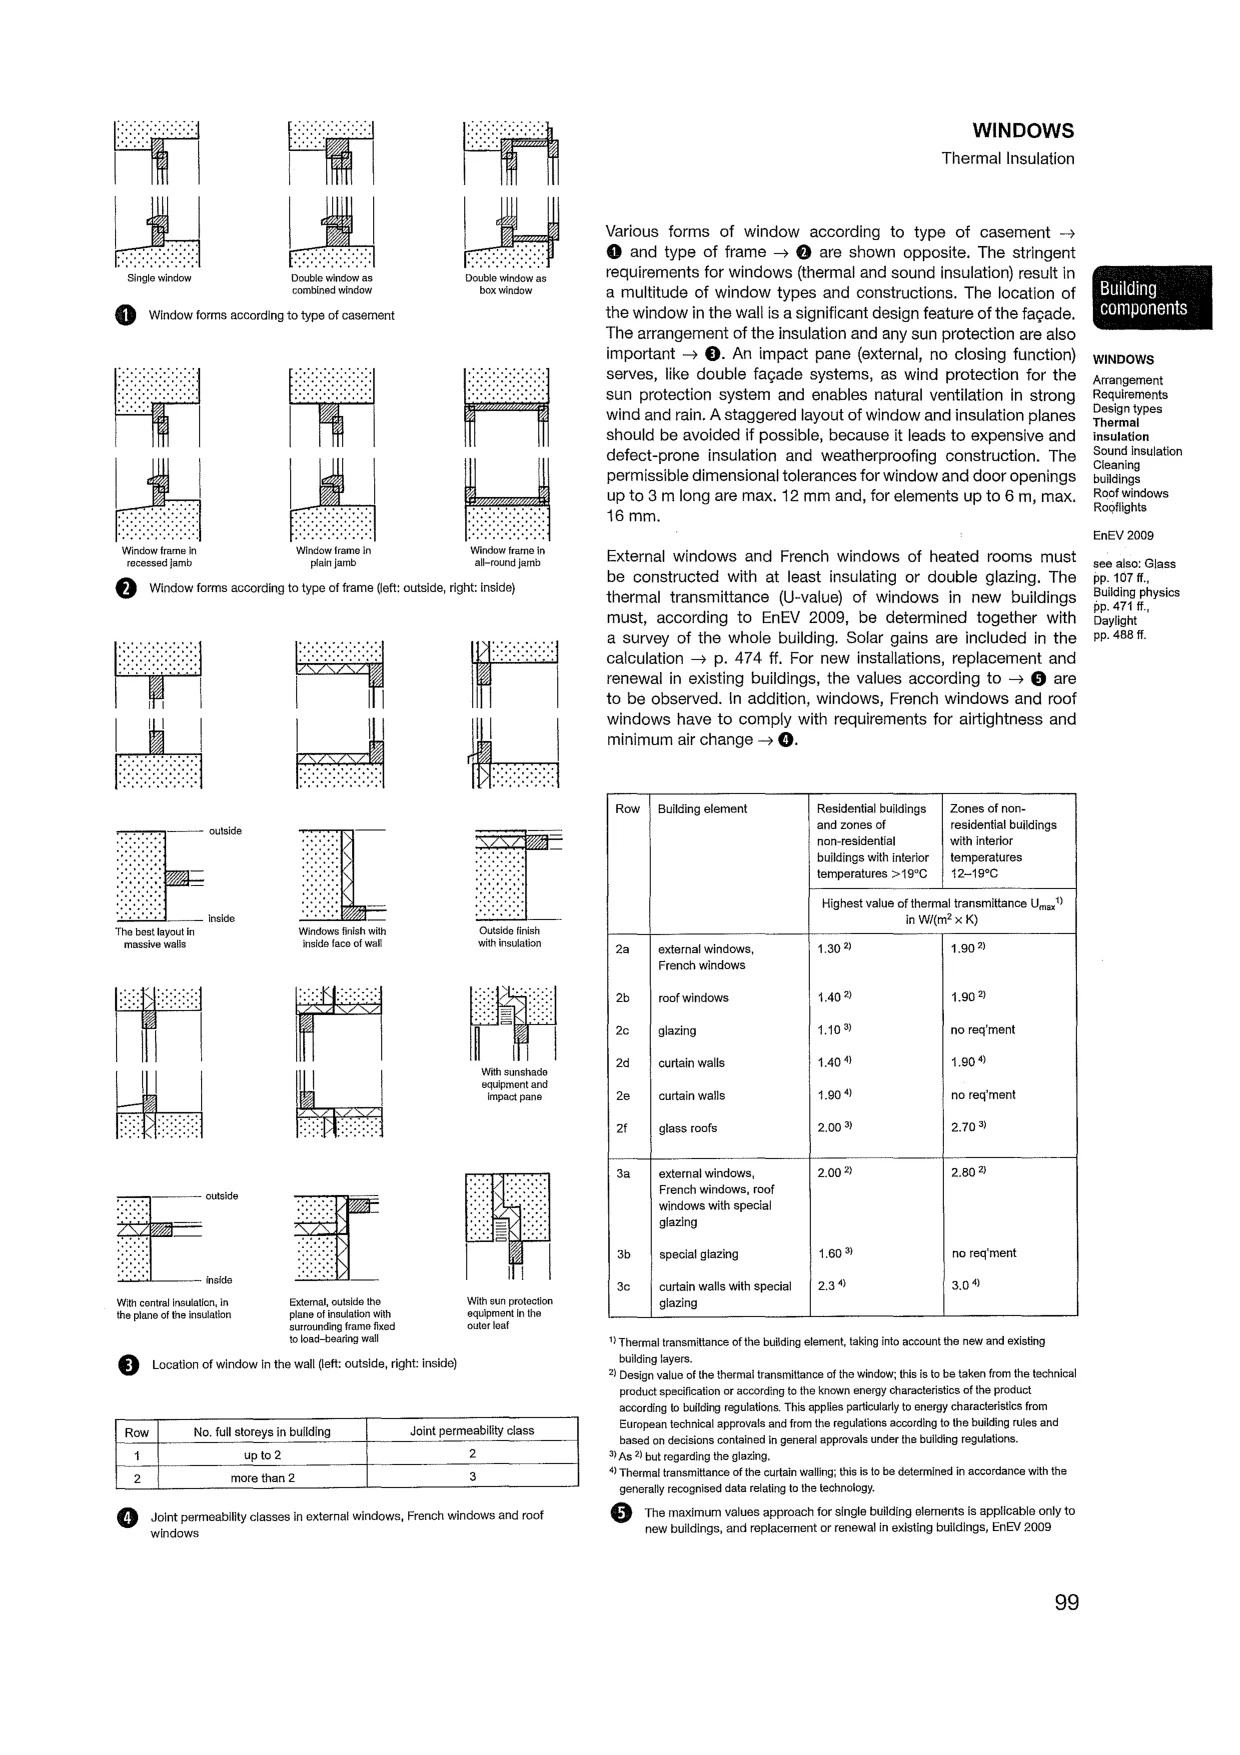 WINDOWS
Thermal Insulation
Single window
Double window as
combined window
Double window as
box window
❶ Window forms according to type of casement
Window frame in
recessed jamb
Window frame in
plain jamb
Window frame in
all–round jamb
❷ Window forms according to type of frame (left: outside, right: inside)
outside
inside
The best layout in
massive walls
Windows finish with
inside face of wall
Outside finish
with insulation
With sunshade
equipment and
impact pane
outside
inside
With central insulation, in
the plane of the insulation
External, outside the
plane of insulation with
surrounding frame fixed
to load–bearing wall
With sun protection
equipment in the
outer leaf
❸ Location of window in the wall (left: outside, right: inside)
Row No. full storeys in building Joint permeability class
1 up to 2 2
2 more than 2 3
❹ Joint permeability classes in external windows, French windows and roof
windows
Various forms of window according to type of casement →
❶ and type of frame → ❷ are shown opposite. The stringent
requirements for windows (thermal and sound insulation) result in
a multitude of window types and constructions. The location of
the window in the wall is a significant design feature of the façade.
The arrangement of the insulation and any sun protection are also
important → ❸. An impact pane (external, no closing function)
serves, like double façade systems, as wind protection for the
sun protection system and enables natural ventilation in strong
wind and rain. A staggered layout of window and insulation planes
should be avoided if possible, because it leads to expensive and
defect-prone insulation and weatherproofing construction. The
permissible dimensional tolerances for window and door openings
up to 3 m long are max. 12 mm and, for elements up to 6 m, max.
16 mm.
External windows and French windows of heated rooms must
be constructed with at least insulating or double glazing. The
thermal transmittance (U-value) of windows in new buildings
must, according to EnEV 2009, be determined together with
a survey of the whole building. Solar gains are included in the
calculation → p. 474 ff. For new installations, replacement and
renewal in existing buildings, the values according to → ❺ are
to be observed. In addition, windows, French windows and roof
windows have to comply with requirements for airtightness and
minimum air change → ❹.
Row Building element Residential buildings Zones of non-
and zones of residential buildings
non-residential with interior
buildings with interior temperatures
temperatures >19°C 12–19°C
Highest value of thermal transmittance Umax1)
in W/(m² x K)
2a external windows, 1.30 2) 1.90 2)
French windows
2b roof windows 1.40 2) 1.90 2)
2c glazing 1.10 3) no req'ment
2d curtain walls 1.40 4) 1.90 4)
2e curtain walls 1.90 4) no req'ment
2f glass roofs 2.00 3) 2.70 3)
3a external windows, 2.00 2) 2.80 2)
French windows, roof
windows with special
glazing
3b special glazing 1.60 3) no req'ment
3c curtain walls with special 2.3 4) 3.0 4)
glazing
1) Thermal transmittance of the building element, taking into account the new and existing
building layers.
2) Design value of the thermal transmittance of the window; this is to be taken from the technical
product specification or according to the known energy characteristics of the product
according to building regulations. This applies particularly to energy characteristics from
European technical approvals and from the regulations according to the building rules and
based on decisions contained in general approvals under the building regulations.
3) As 2) but regarding the glazing.
4) Thermal transmittance of the curtain walling; this is to be determined in accordance with the
generally recognised data relating to the technology.
❺ The maximum values approach for single building elements is applicable only to
new buildings, and replacement or renewal in existing buildings, EnEV 2009
Building
components
WINDOWS
Arrangement
Requirements
Design types
Thermal
insulation
Sound insulation
Cleaning
buildings
Roof windows
Rooflights
EnEV 2009
see also: Glass
pp. 107 ff.,
Building physics
pp. 471 ff.,
Daylight
pp. 488 ff.
99